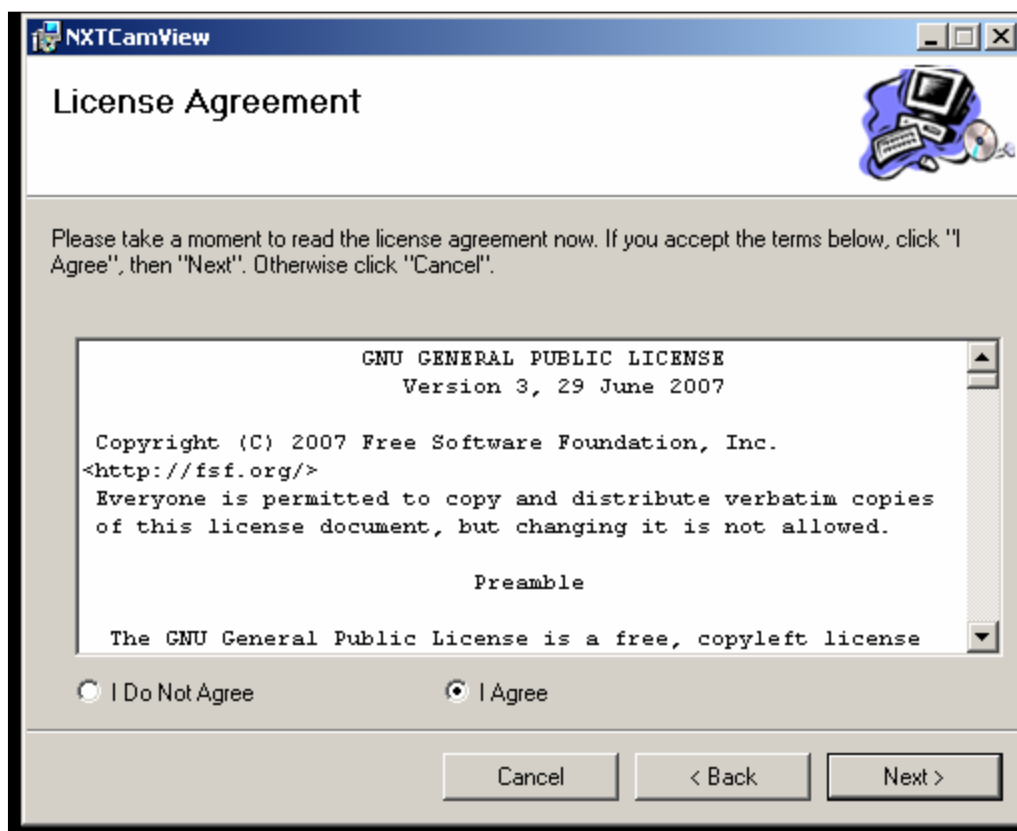 NXTCamView
License Agreement
Please take a moment to read the license agreement now. If you accept the terms below, click "I
Agree", then "Next". Otherwise click "Cancel".
GNU GENERAL PUBLIC LICENSE
Version 3, 29 June 2007
Copyright (C) 2007 Free Software Foundation, Inc.
<http://fsf.org/>
Everyone is permitted to copy and distribute verbatim copies
of this license document, but changing it is not allowed.
Preamble
The GNU General Public License is a free, copyleft license
I Do Not Agree I Agree
Cancel < Back Next >